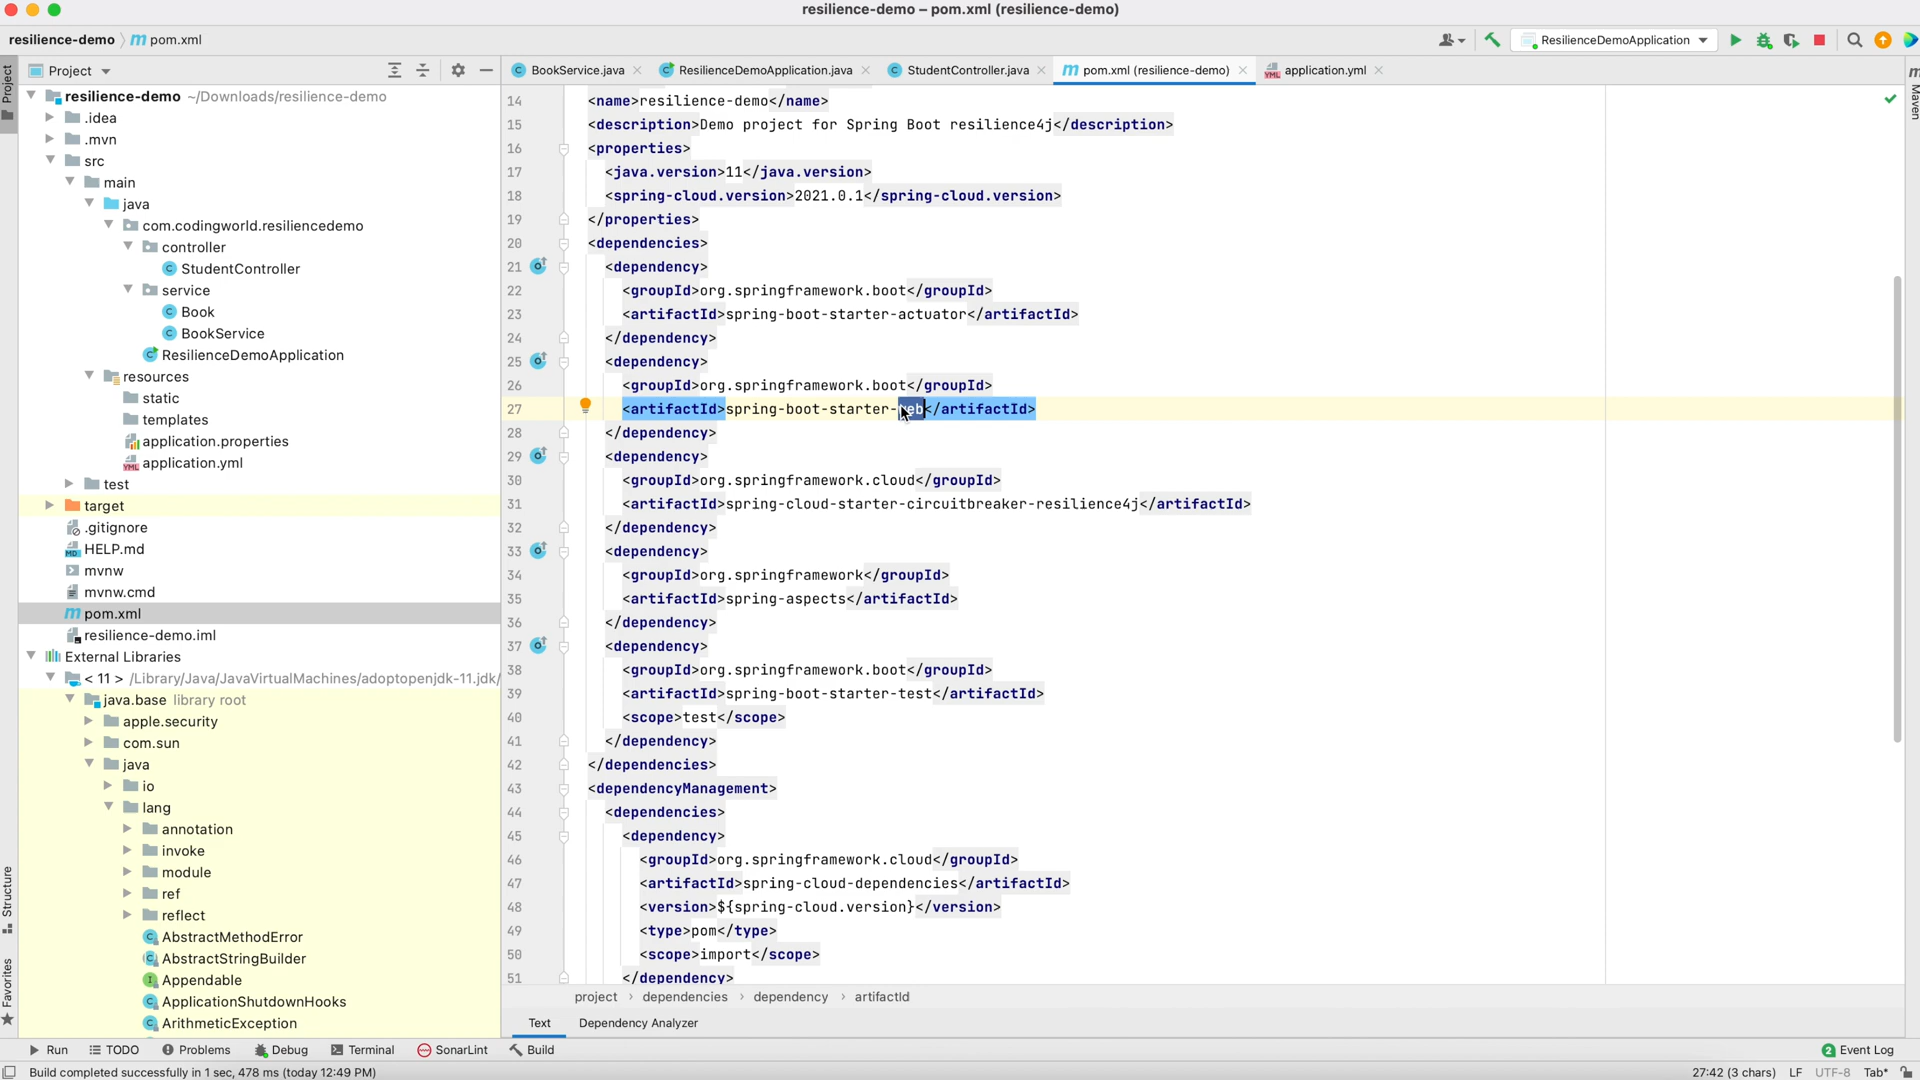 resilience-demo – pom.xml (resilience-demo)
resilience-demo
pom.xml
ResilienceDemoApplication
Project
Project
BookService.java
ResilienceDemoApplication.java
StudentController.java
pom.xml (resilience-demo)
application.yml
Maven
resilience-demo ~/Downloads/resilience-demo
.idea
.mvn
src
main
java
com.codingworld.resiliencedemo
controller
StudentController
service
Book
BookService
ResilienceDemoApplication
resources
static
templates
application.properties
application.yml
test
target
.gitignore
HELP.md
mvnw
mvnw.cmd
pom.xml
resilience-demo.iml
External Libraries
< 11 > /Library/Java/JavaVirtualMachines/adoptopenjdk-11.jdk/
java.base library root
apple.security
com.sun
java
io
lang
annotation
invoke
module
ref
reflect
AbstractMethodError
AbstractStringBuilder
Appendable
ApplicationShutdownHooks
ArithmeticException
Structure
Favorites
14 <name>resilience-demo</name>
15 <description>Demo project for Spring Boot resilience4j</description>
16 <properties>
17 <java.version>11</java.version>
18 <spring-cloud.version>2021.0.1</spring-cloud.version>
19 </properties>
20 <dependencies>
21 <dependency>
22 <groupId>org.springframework.boot</groupId>
23 <artifactId>spring-boot-starter-actuator</artifactId>
24 </dependency>
25 <dependency>
26 <groupId>org.springframework.boot</groupId>
27 <artifactId>spring-boot-starter-web</artifactId>
28 </dependency>
29 <dependency>
30 <groupId>org.springframework.cloud</groupId>
31 <artifactId>spring-cloud-starter-circuitbreaker-resilience4j</artifactId>
32 </dependency>
33 <dependency>
34 <groupId>org.springframework</groupId>
35 <artifactId>spring-aspects</artifactId>
36 </dependency>
37 <dependency>
38 <groupId>org.springframework.boot</groupId>
39 <artifactId>spring-boot-starter-test</artifactId>
40 <scope>test</scope>
41 </dependency>
42 </dependencies>
43 <dependencyManagement>
44 <dependencies>
45 <dependency>
46 <groupId>org.springframework.cloud</groupId>
47 <artifactId>spring-cloud-dependencies</artifactId>
48 <version>${spring-cloud.version}</version>
49 <type>pom</type>
50 <scope>import</scope>
51 </dependency>
project › dependencies › dependency › artifactId
Text Dependency Analyzer
Run TODO Problems Debug Terminal SonarLint Build 2 Event Log
Build completed successfully in 1 sec, 478 ms (today 12:49 PM) 27:42 (3 chars) LF UTF-8 Tab*